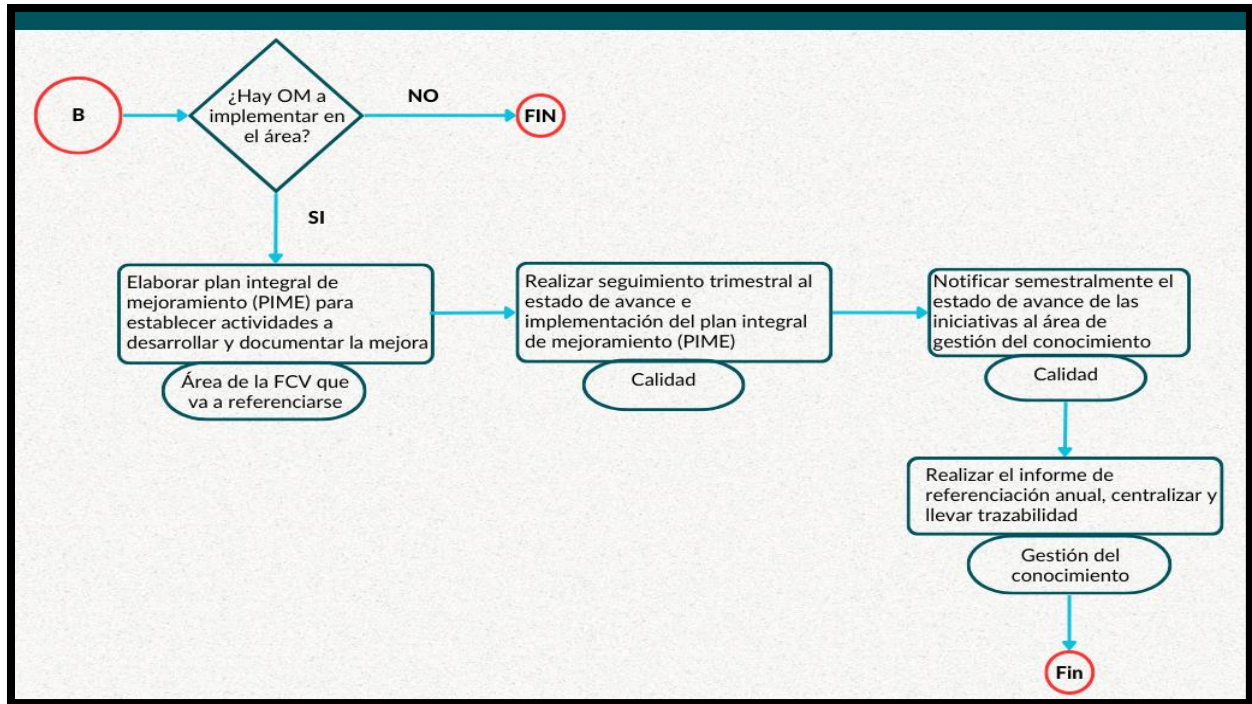 B
¿Hay OM a
implementar en
el área?
NO
FIN
SI
Elaborar plan integral de
mejoramiento (PIME) para
establecer actividades a
desarrollar y documentar la mejora
Área de la FCV que
va a referenciarse
Realizar seguimiento trimestral al
estado de avance e
implementación del plan integral
de mejoramiento (PIME)
Calidad
Notificar semestralmente el
estado de avance de las
iniciativas al área de
gestión del conocimiento
Calidad
Realizar el informe de
referenciación anual, centralizar y
llevar trazabilidad
Gestión del
conocimiento
Fin